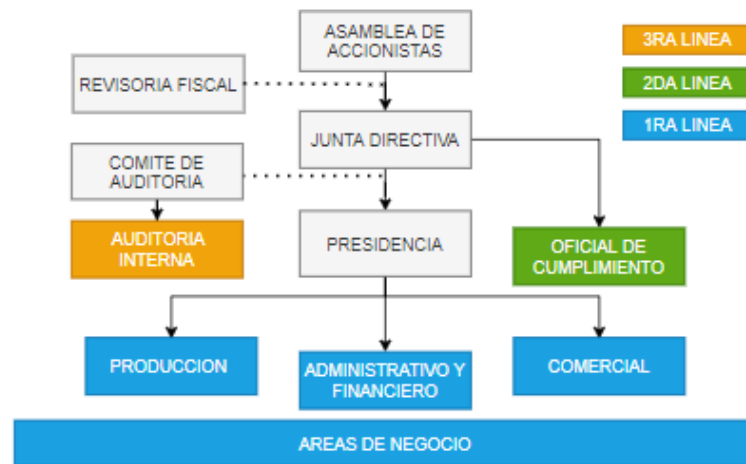 ASAMBLEA DE
ACCIONISTAS
3RA LINEA
REVISORIA FISCAL
2DA LINEA
JUNTA DIRECTIVA
1RA LINEA
COMITE DE
AUDITORIA
AUDITORIA
INTERNA
PRESIDENCIA
OFICIAL DE
CUMPLIMIENTO
PRODUCCION
ADMINISTRATIVO Y
FINANCIERO
COMERCIAL
AREAS DE NEGOCIO